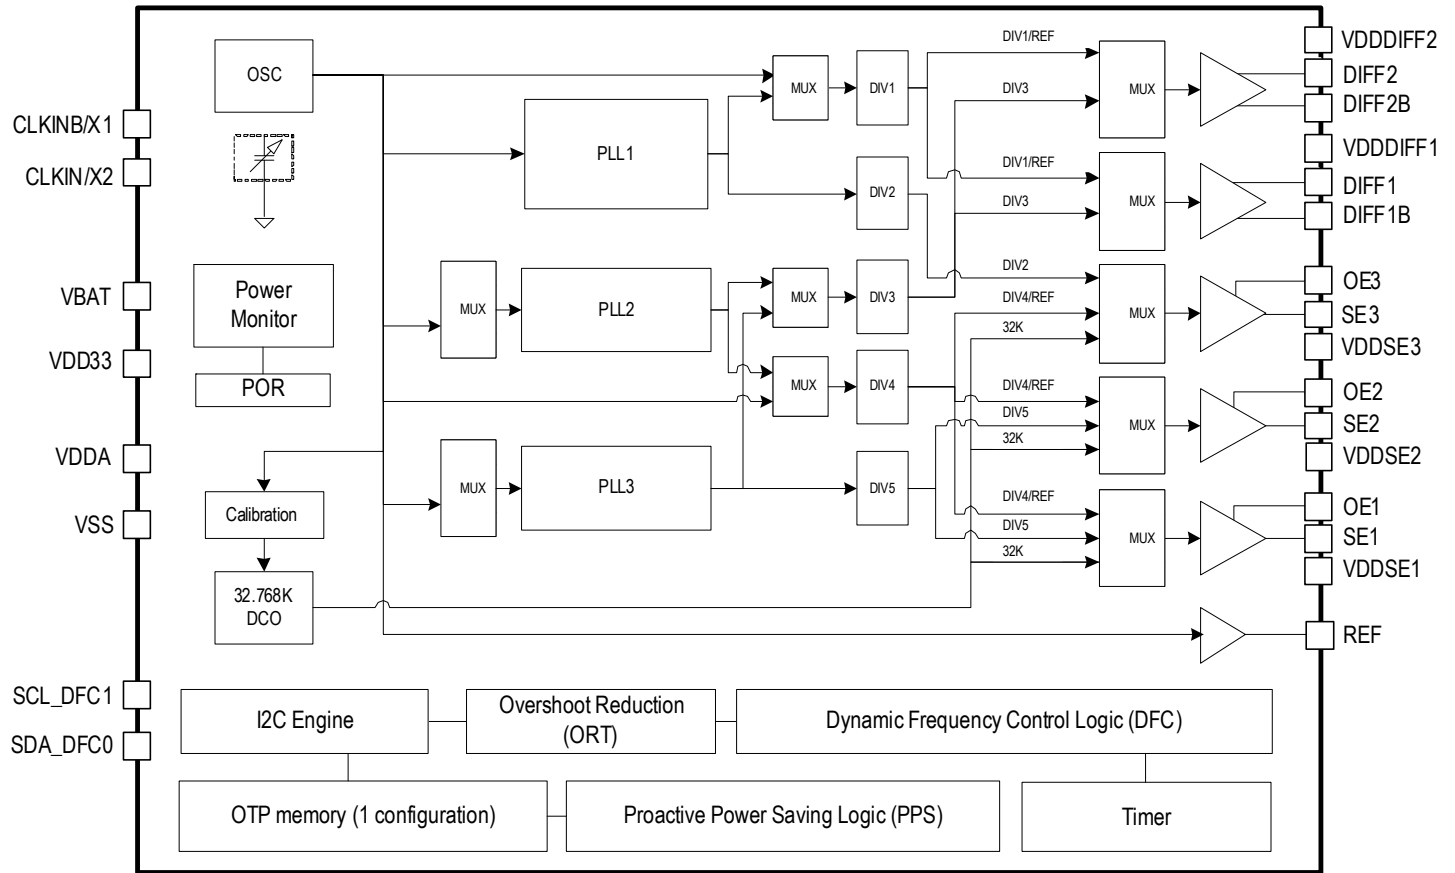 VDDDIFF2
DIV1/REF
OSC
DIFF2
MUX
DIV1
MUX
DIV3
DIFF2B
CLKINB/X1
VDDDIFF1
PLL1
CLKIN/X2
DIV1/REF
DIFF1
DIV2
MUX
DIV3
DIFF1B
DIV2
OE3
VBAT
Power
Monitor
MUX
PLL2
MUX
DIV3
DIV4/REF
MUX
SE3
32K
VDDSE3
VDD33
POR
MUX
DIV4
DIV4/REF
OE2
DIV5
MUX
SE2
32K
VDDA
VDDSE2
MUX
PLL3
DIV5
DIV4/REF
OE1
Calibration
VSS
DIV5
MUX
SE1
32K
VDDSE1
32.768K
DCO
REF
SCL_DFC1
I2C Engine
Overshoot Reduction
(ORT)
Dynamic Frequency Control Logic (DFC)
SDA_DFC0
OTP memory (1 configuration)
Proactive Power Saving Logic (PPS)
Timer